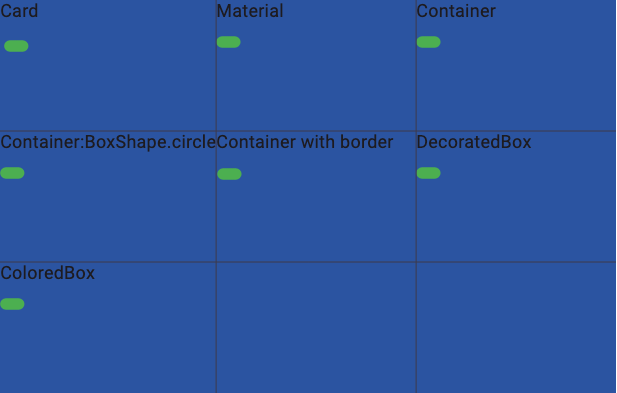 Card
Material
Container
Container:BoxShape.circle
Container with border
DecoratedBox
ColoredBox